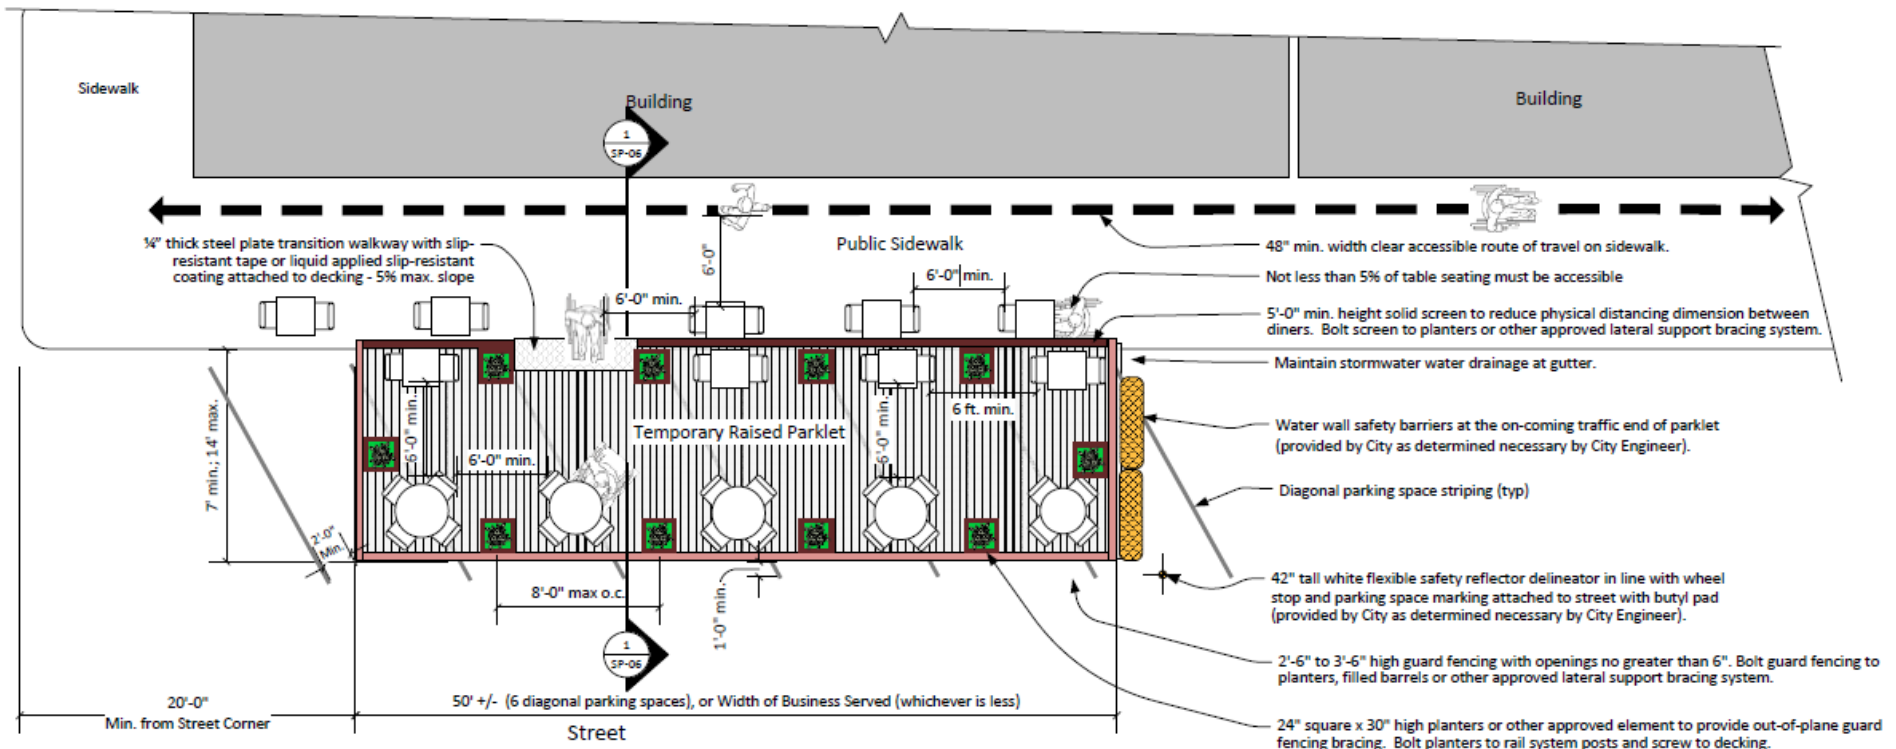 Sidewalk
Building
Building
1
SP-06
¼" thick steel plate transition walkway with slip-
resistant tape or liquid applied slip-resistant
coating attached to decking - 5% max. slope
6'-0"
Public Sidewalk
6'-0" min.
6'-0" min.
48" min. width clear accessible route of travel on sidewalk.
Not less than 5% of table seating must be accessible
5'-0" min. height solid screen to reduce physical distancing dimension between
diners. Bolt screen to planters or other approved lateral support bracing system.
Maintain stormwater water drainage at gutter.
7" min.; 14' max.
6'-0" min.
6'-0" min.
Temporary Raised Parklet
6'-0" min.
6 ft. min.
Water wall safety barriers at the on-coming traffic end of parklet
(provided by City as determined necessary by City Engineer).
Diagonal parking space striping (typ)
2'-0"
Min.
8'-0" max o.c.
1'-0" min.
42" tall white flexible safety reflector delineator in line with wheel
stop and parking space marking attached to street with butyl pad
(provided by City as determined necessary by City Engineer).
1
SP-06
2'-6" to 3'-6" high guard fencing with openings no greater than 6". Bolt guard fencing to
planters, filled barrels or other approved lateral support bracing system.
20'-0"
Min. from Street Corner
50' +/- (6 diagonal parking spaces), or Width of Business Served (whichever is less)
Street
24" square x 30" high planters or other approved element to provide out-of-plane guard
fencing bracing. Bolt planters to rail system posts and screw to decking.